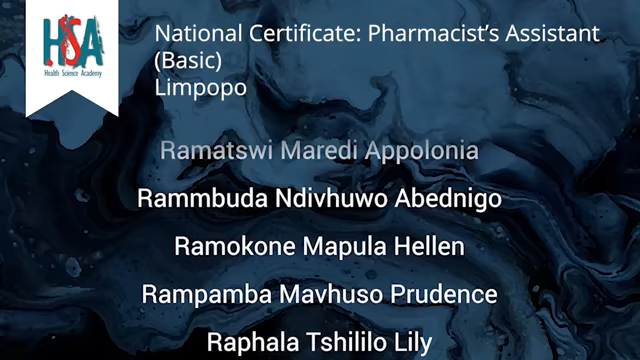 HSA
Health Science Academy
National Certificate: Pharmacist's Assistant
(Basic)
Limpopo
Ramatswi Maredi Appolonia
Rammbuda Ndivhuwo Abednigo
Ramokone Mapula Hellen
Rampamba Mavhuso Prudence
Raphala Tshililo Lily